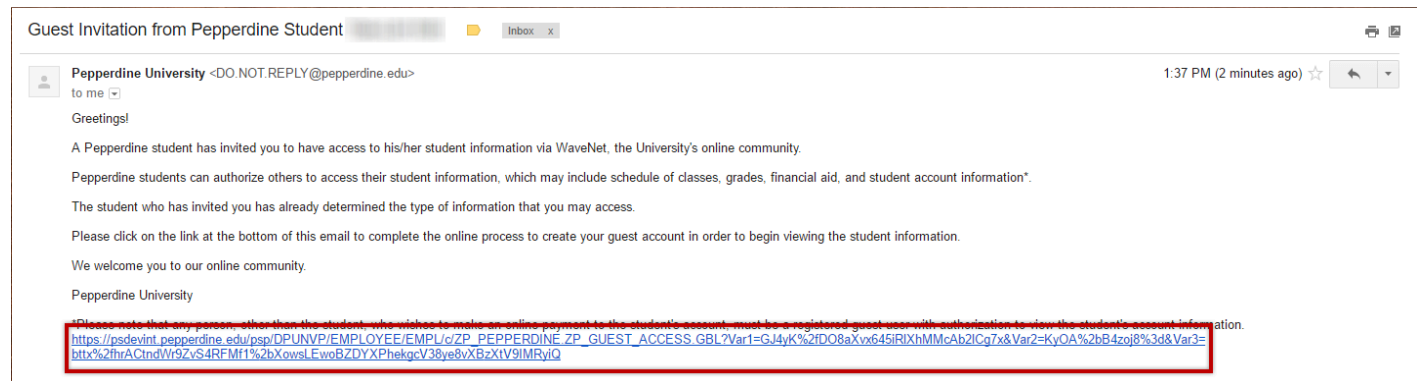 Guest Invitation from Pepperdine Student
Inbox x
Pepperdine University <DO.NOT.REPLY@pepperdine.edu>
1:37 PM (2 minutes ago)
to me
Greetings!
A Pepperdine student has invited you to have access to his/her student information via WaveNet, the University's online community.
Pepperdine students can authorize others to access their student information, which may include schedule of classes, grades, financial aid, and student account information*.
The student who has invited you has already determined the type of information that you may access.
Please click on the link at the bottom of this email to complete the online process to create your guest account in order to begin viewing the student information.
We welcome you to our online community.
Pepperdine University
*Please note that any person, other than the student, who wishes to make an online payment to the student's account, must be a registered guest user with authorization to view the student's account information.
https://psdevint.pepperdine.edu/psp/DPUNVP/EMPLOYEE/EMPL/c/ZP_PEPPERDINE.ZP_GUEST_ACCESS.GBL?Var1=GJ4yK%2fDO8aXvx645iRlXhMMcAb2lCg7x&Var2=KyOA%2bB4zoj8%3d&Var3=
bttx%2fhrACtndWr9ZvS4RFMf1%2bXowsLEwoBZDYXPhekgcV38ye8vXBzXtV9IMRyiQ